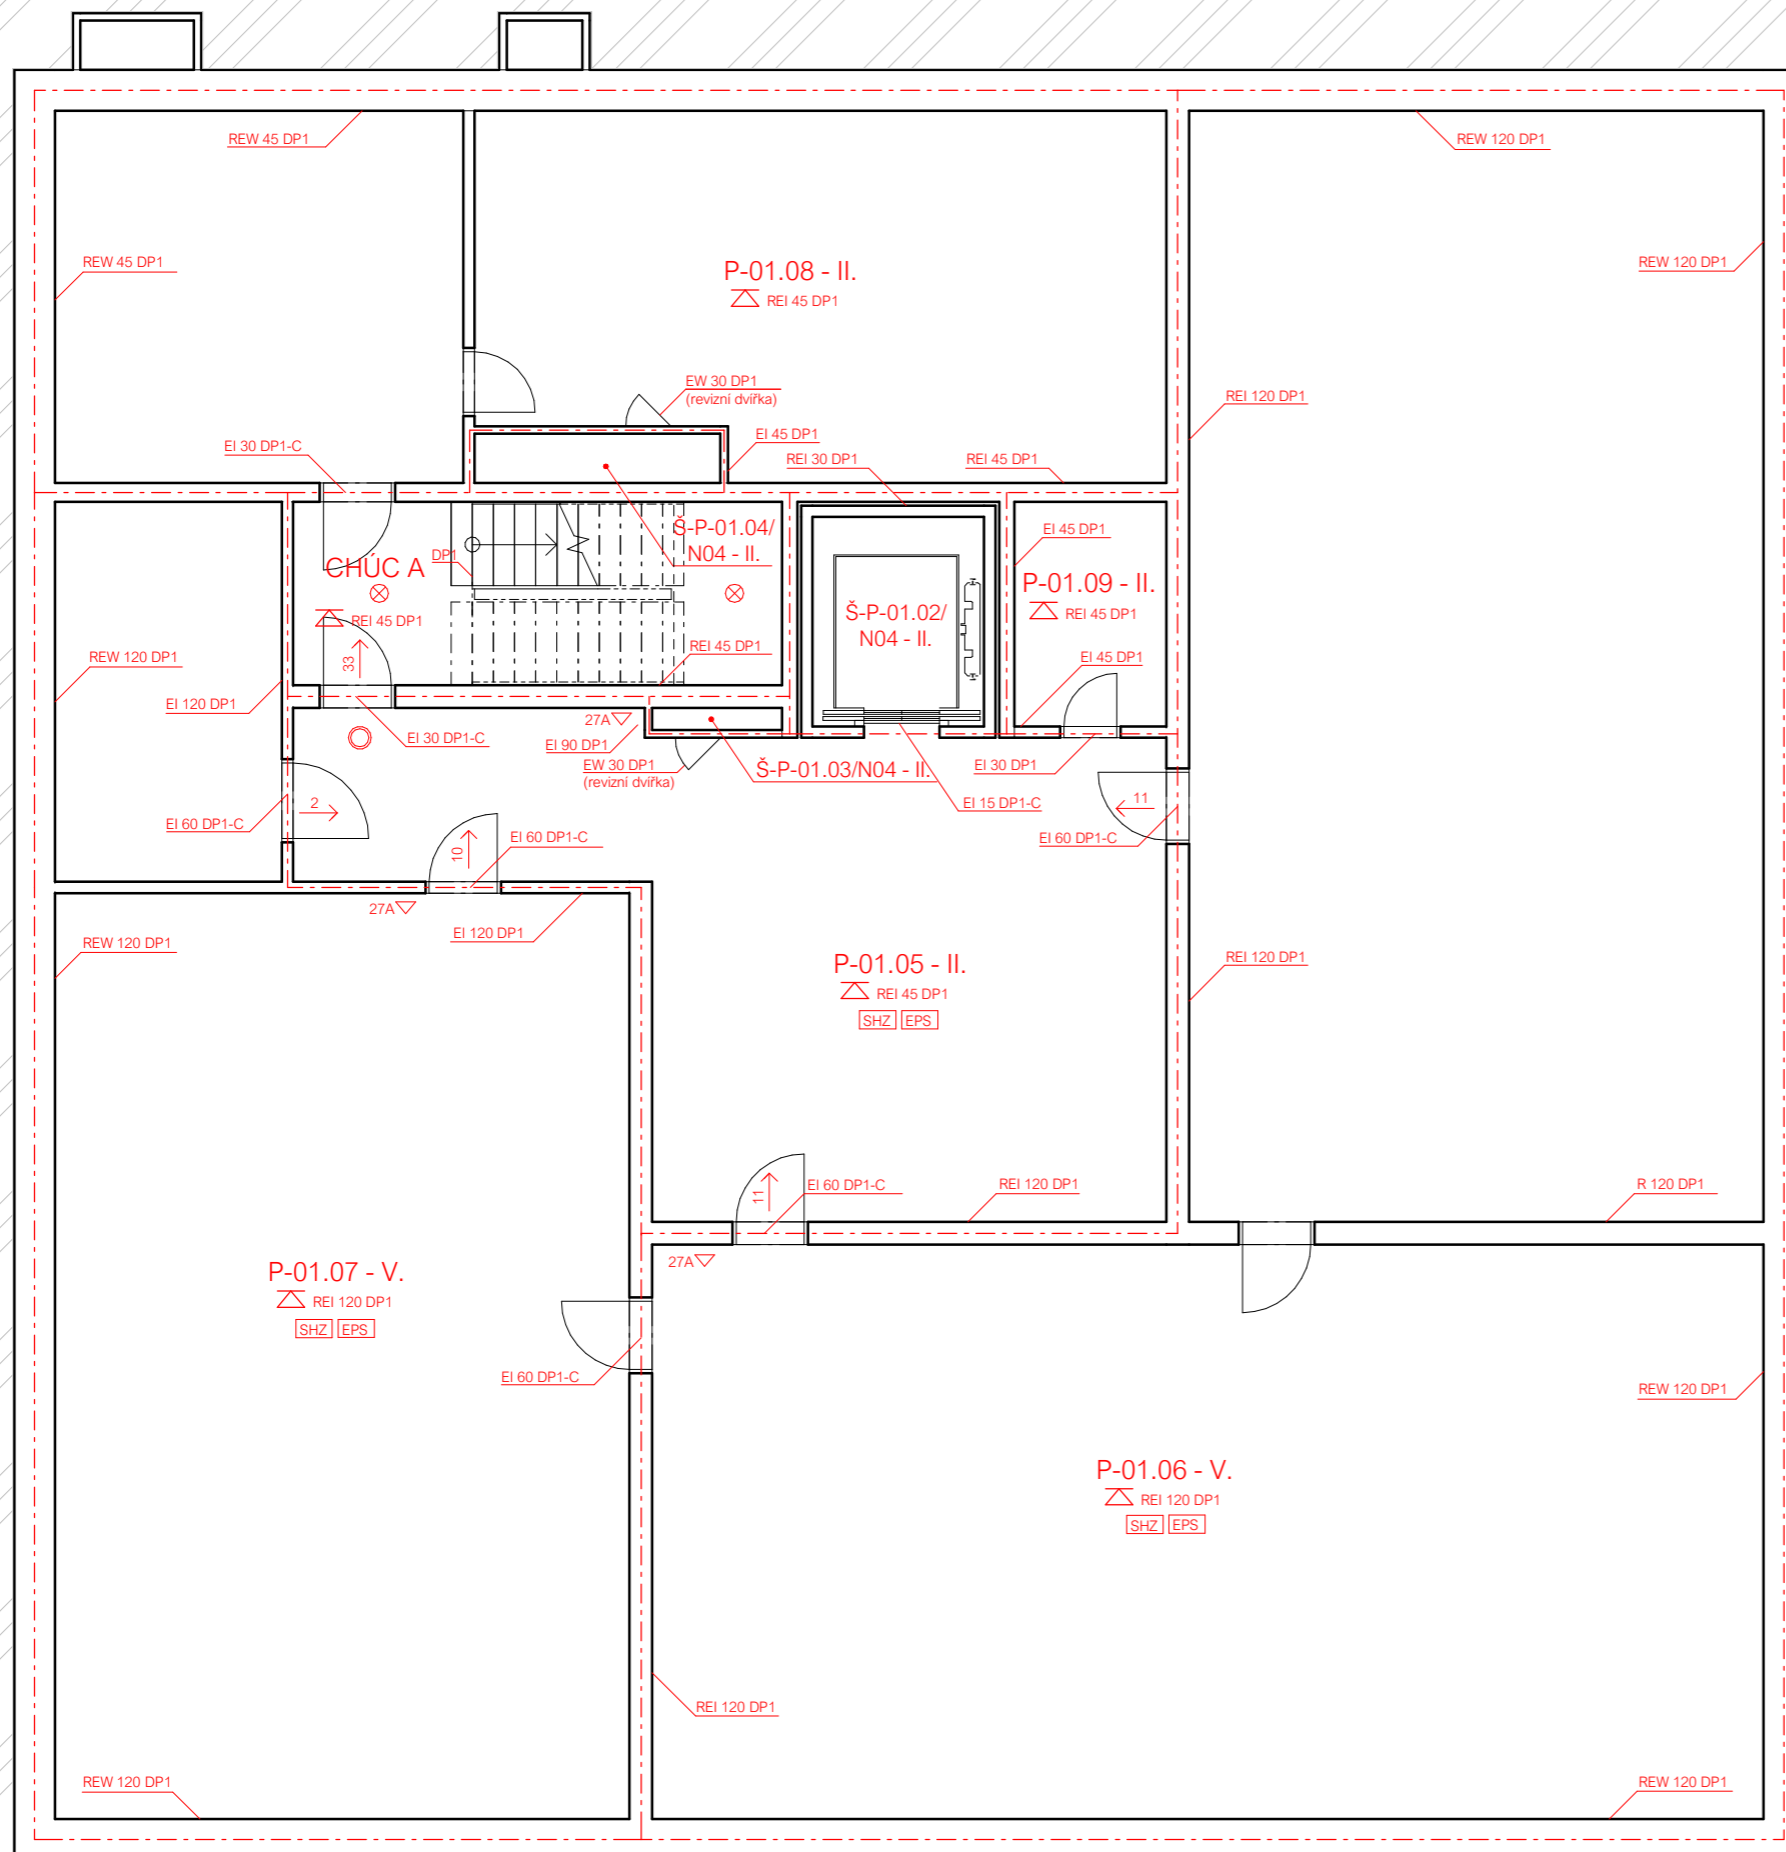 REW 45 DP1
REW 120 DP1
REW 45 DP1
REW 120 DP1
P-01.08 - II.
REI 45 DP1
EW 30 DP1
(revizní dvířka)
REI 120 DP1
EI 30 DP1-C
EI 45 DP1
REI 30 DP1
REI 45 DP1
Š-P-01.04/
N04 - II.
EI 45 DP1
DP1
CHÚC A
REI 45 DP1
P-01.09 - II.
REI 45 DP1
Š-P-01.02/
N04 - II.
REI 45 DP1
EI 45 DP1
33
REW 120 DP1
EI 120 DP1
27A
EI 30 DP1-C
EI 90 DP1
EW 30 DP1
(revizní dvířka)
Š-P-01.03/N04 - II.
EI 30 DP1
EI 15 DP1-C
2
11
EI 60 DP1-C
10
EI 60 DP1-C
EI 60 DP1-C
27A
EI 120 DP1
REW 120 DP1
P-01.05 - II.
REI 45 DP1
SHZ EPS
REI 120 DP1
11
EI 60 DP1-C
REI 120 DP1
R 120 DP1
27A
P-01.07 - V.
REI 120 DP1
SHZ EPS
EI 60 DP1-C
REW 120 DP1
P-01.06 - V.
REI 120 DP1
SHZ EPS
REI 120 DP1
REW 120 DP1
REW 120 DP1